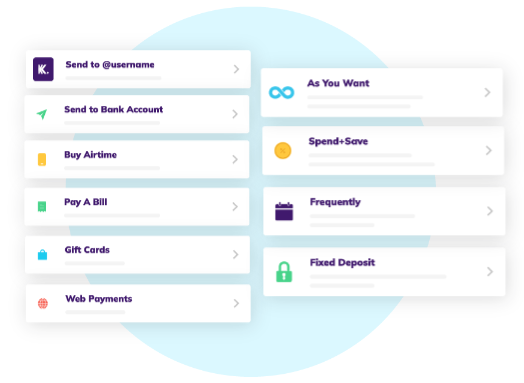 K.
Send to @username
Send to Bank Account
Buy Airtime
Pay A Bill
Gift Cards
Web Payments
As You Want
Spend+Save
Frequently
Fixed Deposit